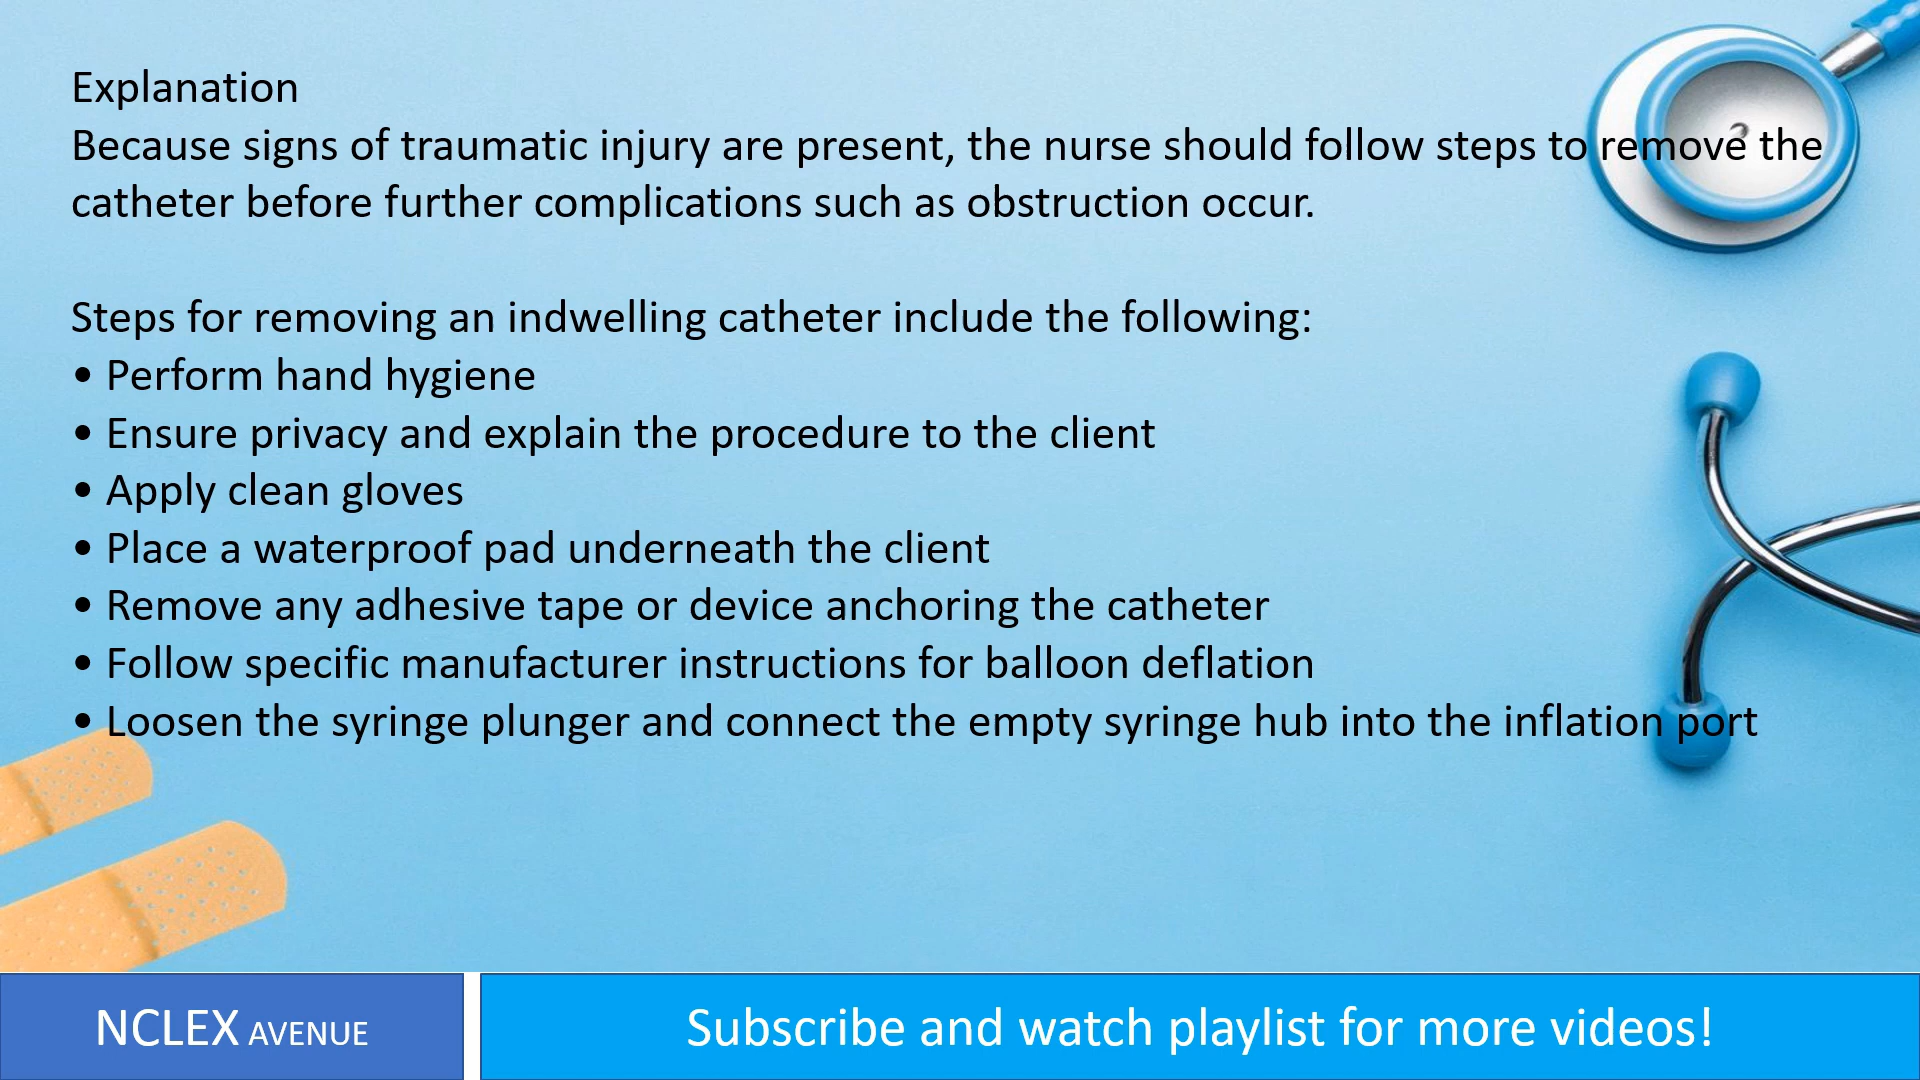 Explanation
Because signs of traumatic injury are present, the nurse should follow steps to remove the
catheter before further complications such as obstruction occur.
Steps for removing an indwelling catheter include the following:
• Perform hand hygiene
• Ensure privacy and explain the procedure to the client
• Apply clean gloves
• Place a waterproof pad underneath the client
• Remove any adhesive tape or device anchoring the catheter
• Follow specific manufacturer instructions for balloon deflation
• Loosen the syringe plunger and connect the empty syringe hub into the inflation port
NCLEX AVENUE
Subscribe and watch playlist for more videos!